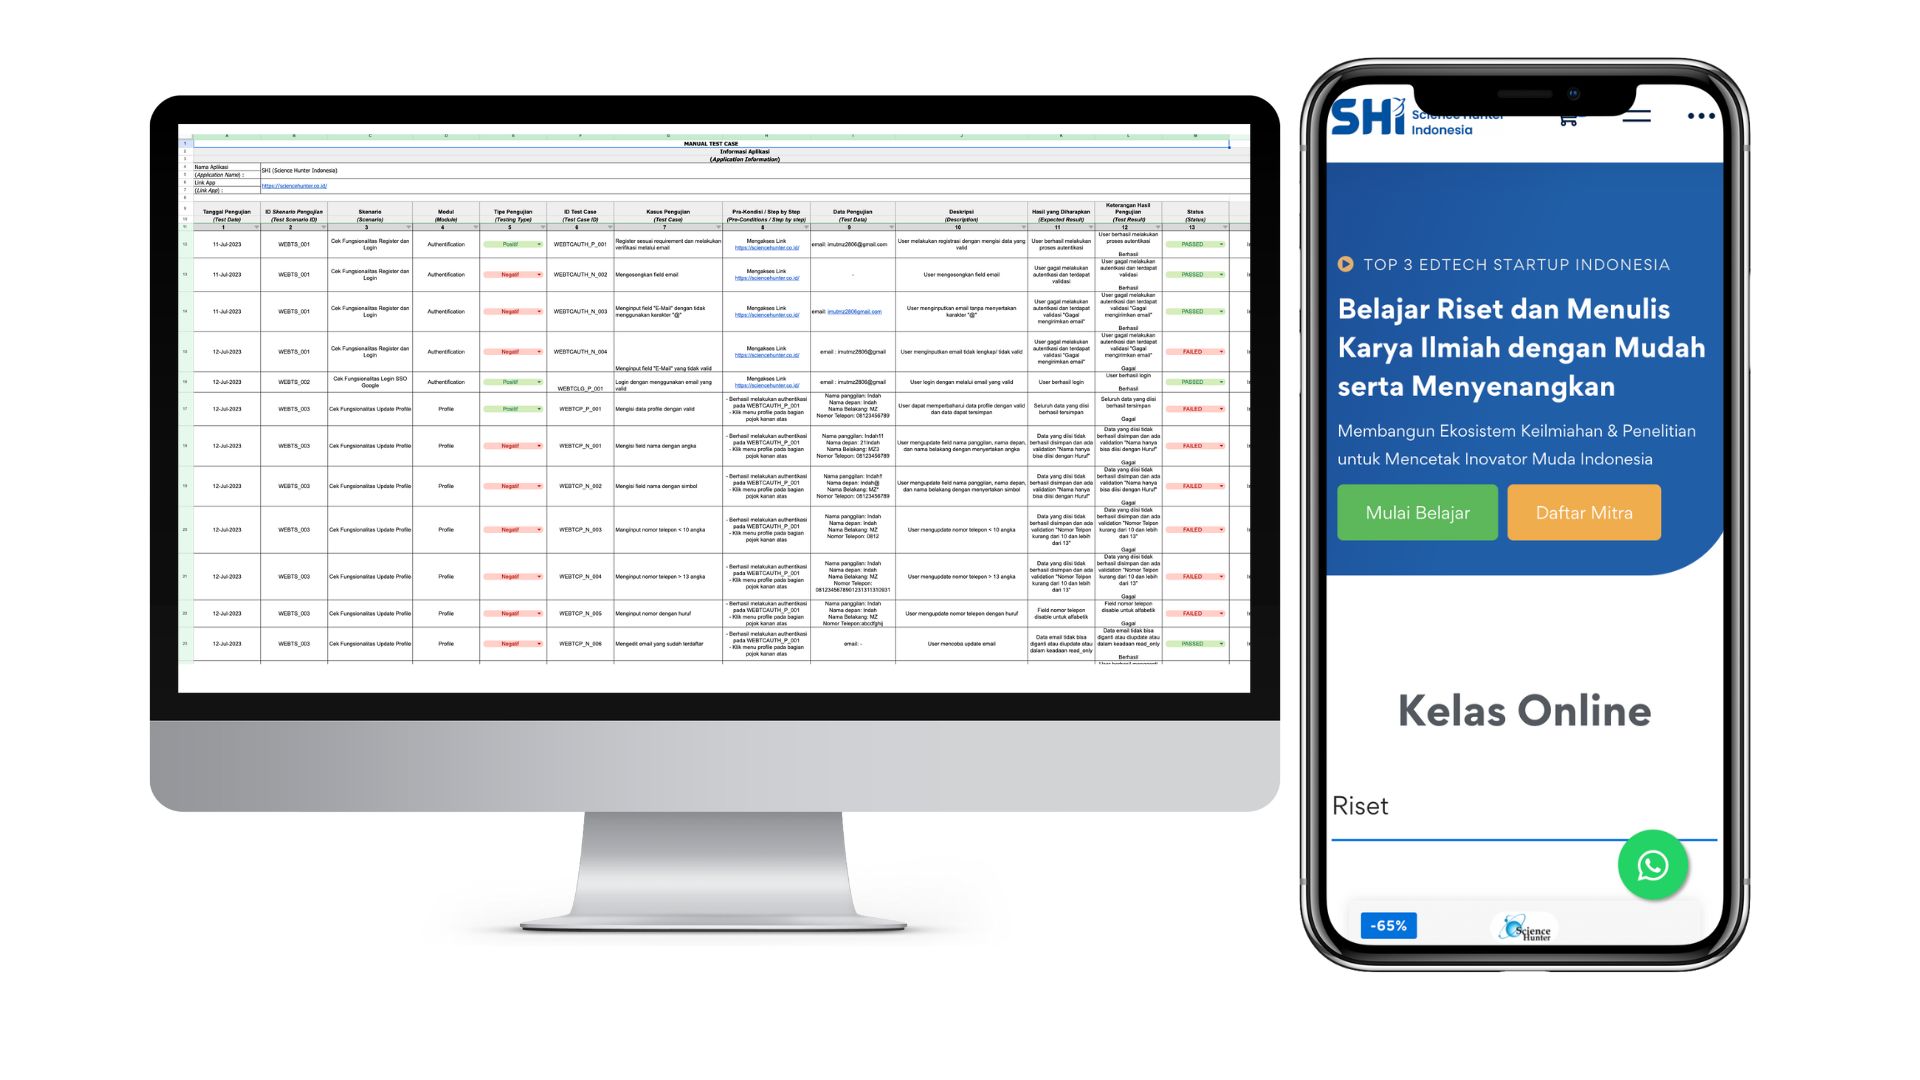 MANUAL TEST CASE
Informasi Aplikasi
(Application Information)
Nama Aplikasi
(Application Name) :
SHI (Science Hunter Indonesia)
Link App
(Link App) :
https://sciencehunter.co.id/
Tanggal Pengujian (Test Date)
ID Skenario Pengujian (Test Scenario ID)
Skenario (Scenario)
Modul (Module)
Tipe Pengujian (Testing Type)
ID Test Case (Test Case ID)
Kasus Pengujian (Test Case)
Pra-Kondisi / Step by Step (Pre-Conditions / Step by step)
Data Pengujian (Test Data)
Deskripsi (Description)
Hasil yang Diharapkan (Expected Result)
Keterangan Hasil Pengujian (Test Result)
Status (Status)
1 2 3 4 5 6 7 8 9 10 11 12 13
11-Jul-2023 WEBTS_001 Cek Fungsionalitas Register dan Login Authentification Positif WEBTCAUTH_P_001 Register sesuai requirement dan melakukan verifikasi melalui email Mengakses Link https://sciencehunter.co.id/ email: imutmz2806@gmail.com User melakukan registrasi dengan mengisi data yang valid User berhasil melakukan proses autentikasi User berhasil melakukan proses autentikasi Berhasil PASSED
11-Jul-2023 WEBTS_001 Cek Fungsionalitas Register dan Login Authentification Negatif WEBTCAUTH_N_002 Mengosongkan field email Mengakses Link https://sciencehunter.co.id/ - User mengosongkan field email User gagal melakukan autentikasi dan terdapat validasi User gagal melakukan autentikasi dan terdapat validasi Berhasil PASSED
11-Jul-2023 WEBTS_001 Cek Fungsionalitas Register dan Login Authentification Negatif WEBTCAUTH_N_003 Menginput field "E-Mail" dengan tidak menggunakan karakter "@" Mengakses Link https://sciencehunter.co.id/ email: imutmz2806gmail.com User menginputkan email tanpa menyertakan karakter "@" User gagal melakukan autentikasi dan terdapat validasi "Gagal mengirimkan email" User gagal melakukan autentikasi dan terdapat validasi "Gagal mengirimkan email" Berhasil PASSED
12-Jul-2023 WEBTS_001 Cek Fungsionalitas Register dan Login Authentification Negatif WEBTCAUTH_N_004 Menginput field "E-Mail" yang tidak valid Mengakses Link https://sciencehunter.co.id/ email : imutmz2806@gmail User menginputkan email tidak lengkap/ tidak valid User gagal melakukan autentikasi dan terdapat validasi "Gagal mengirimkan email" User gagal melakukan autentikasi dan terdapat validasi "Gagal mengirimkan email" Gagal FAILED
12-Jul-2023 WEBTS_002 Cek Fungsionalitas Login SSO Google Authentification Positif WEBTCLG_P_001 Login dengan menggunakan email yang valid Mengakses Link https://sciencehunter.co.id/ email : imutmz2806@gmail User login dengan melalui email yang valid User berhasil login User berhasil login Berhasil PASSED
12-Jul-2023 WEBTS_003 Cek Fungsionalitas Update Profile Profile Positif WEBTCP_P_001 Mengisi data profile dengan valid - Berhasil melakukan authentikasi pada WEBTCAUTH_P_001 - Klik menu profile pada bagian pojok kanan atas Nama panggilan: Indah Nama depan: Indah Nama Belakang: MZ Nomor Telepon: 08123456789 User dapat memperbaharui data profile dengan valid dan data dapat tersimpan Seluruh data yang diisi berhasil tersimpan Seluruh data yang diisi berhasil tersimpan Gagal FAILED
12-Jul-2023 WEBTS_003 Cek Fungsionalitas Update Profile Profile Negatif WEBTCP_N_001 Mengisi field nama dengan angka - Berhasil melakukan authentikasi pada WEBTCAUTH_P_001 - Klik menu profile pada bagian pojok kanan atas Nama panggilan: Indah11 Nama depan: 21Indah Nama Belakang: MZ3 Nomor Telepon: 08123456789 User mengupdate field nama panggilan, nama depan, dan nama belakang dengan menyertakan angka Data yang diisi tidak berhasil disimpan dan ada validation "Nama hanya bisa diisi dengan Huruf" Data yang diisi tidak berhasil disimpan dan ada validation "Nama hanya bisa diisi dengan Huruf" Gagal FAILED
12-Jul-2023 WEBTS_003 Cek Fungsionalitas Update Profile Profile Negatif WEBTCP_N_002 Mengisi field nama dengan simbol - Berhasil melakukan authentikasi pada WEBTCAUTH_P_001 - Klik menu profile pada bagian pojok kanan atas Nama panggilan: Indah!! Nama depan: Indah@ Nama Belakang: MZ* Nomor Telepon: 08123456789 User mengupdate field nama panggilan, nama depan, dan nama belakang dengan menyertakan simbol Data yang diisi tidak berhasil disimpan dan ada validation "Nama hanya bisa diisi dengan Huruf" Data yang diisi tidak berhasil disimpan dan ada validation "Nama hanya bisa diisi dengan Huruf" Gagal FAILED
12-Jul-2023 WEBTS_003 Cek Fungsionalitas Update Profile Profile Negatif WEBTCP_N_003 Manginput nomor telepon < 10 angka - Berhasil melakukan authentikasi pada WEBTCAUTH_P_001 - Klik menu profile pada bagian pojok kanan atas Nama panggilan: Indah Nama depan: Indah Nama Belakang: MZ Nomor Telepon: 0812 User mengupdate nomor telepon < 10 angka Data yang diisi tidak berhasil disimpan dan ada validation "Nomor Telpon kurang dari 10 dan lebih dari 13" Data yang diisi tidak berhasil disimpan dan ada validation "Nomor Telpon kurang dari 10 dan lebih dari 13" Gagal FAILED
12-Jul-2023 WEBTS_003 Cek Fungsionalitas Update Profile Profile Negatif WEBTCP_N_004 Menginput nomor telepon > 13 angka - Berhasil melakukan authentikasi pada WEBTCAUTH_P_001 - Klik menu profile pada bagian pojok kanan atas Nama panggilan: Indah Nama depan: Indah Nama Belakang: MZ Nomor Telepon: User mengupdate nomor telepon > 13 angka Data yang diisi tidak berhasil disimpan dan ada validation "Nomor Telpon kurang dari 10 dan lebih dari 13" Data yang diisi tidak berhasil disimpan dan ada validation "Nomor Telpon kurang dari 10 dan lebih dari 13" Gagal FAILED
12-Jul-2023 WEBTS_003 Cek Fungsionalitas Update Profile Profile Negatif WEBTCP_N_005 Menginput nomor dengan huruf - Berhasil melakukan authentikasi pada WEBTCAUTH_P_001 - Klik menu profile pada bagian pojok kanan atas Nama panggilan: Indah Nama depan: Indah Nama Belakang: MZ User mengupdate nomor telepon dengan huruf Field nomor telepon disable untuk alfabetik Field nomor telepon disable untuk alfabetik Gagal FAILED
12-Jul-2023 WEBTS_003 Cek Fungsionalitas Update Profile Profile Negatif WEBTCP_N_006 Mengedit email yang sudah terdaftar - Berhasil melakukan authentikasi pada WEBTCAUTH_P_001 - Klik menu profile pada bagian pojok kanan atas email: - User mencoba update email Data email tidak bisa diganti atau diupdate atau dalam keadaan read_only Data email tidak bisa diganti atau diupdate atau dalam keadaan read_only Berhasil PASSED
SHI Science Hunter
Indonesia
TOP 3 EDTECH STARTUP INDONESIA
Belajar Riset dan Menulis
Karya Ilmiah dengan Mudah
serta Menyenangkan
Membangun Ekosistem Keilmiahan & Penelitian
untuk Mencetak Inovator Muda Indonesia
Mulai Belajar
Daftar Mitra
Kelas Online
Riset
-65%
Science
Hunter